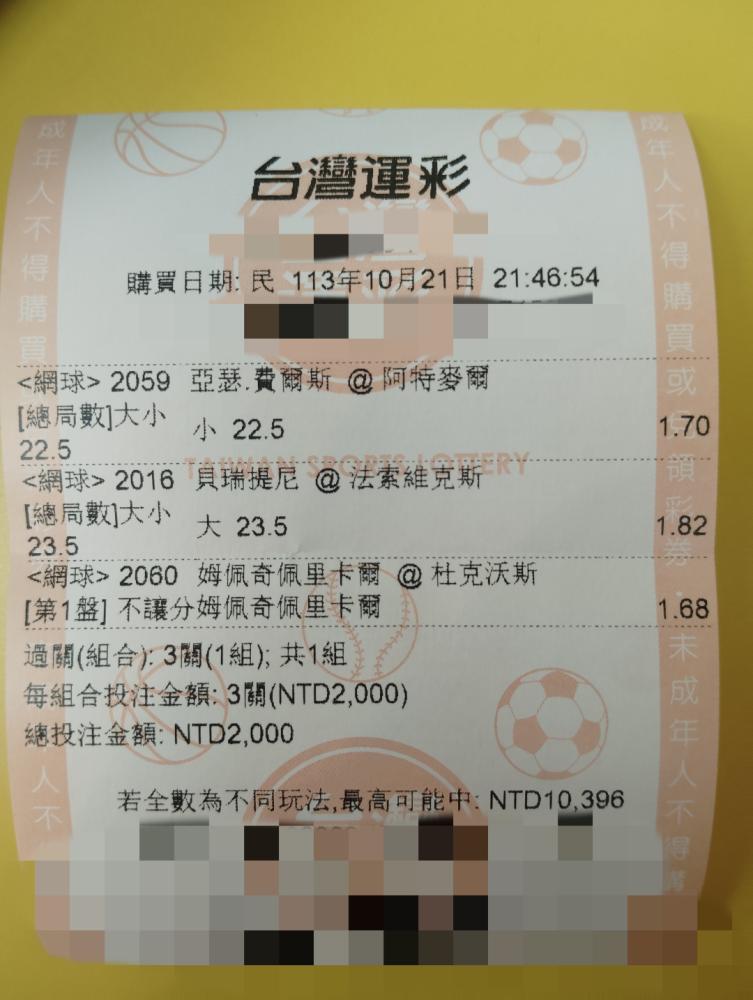 台灣運彩
購買日期: 民 113年10月21日 21:46:54
<網球> 2059 亞瑟.費爾斯 @ 阿特麥爾
[總局數]大小 22.5 小 22.5 1.70
TAIWAN SPORTS LOTTERY
<網球> 2016 貝瑞提尼 @ 法索維克斯
[總局數]大小 23.5 大 23.5 1.82
<網球> 2060 姆佩奇佩里卡爾 @ 杜克沃斯
[第1盤] 不讓分姆佩奇佩里卡爾 1.68
過關(組合): 3關(1組); 共1組
每組合投注金額: 3關(NTD2,000)
總投注金額: NTD2,000
若全數為不同玩法,最高可能中: NTD10,396
成年人不得購買
人不
成年人不得購買或 領彩券.未成年人不得